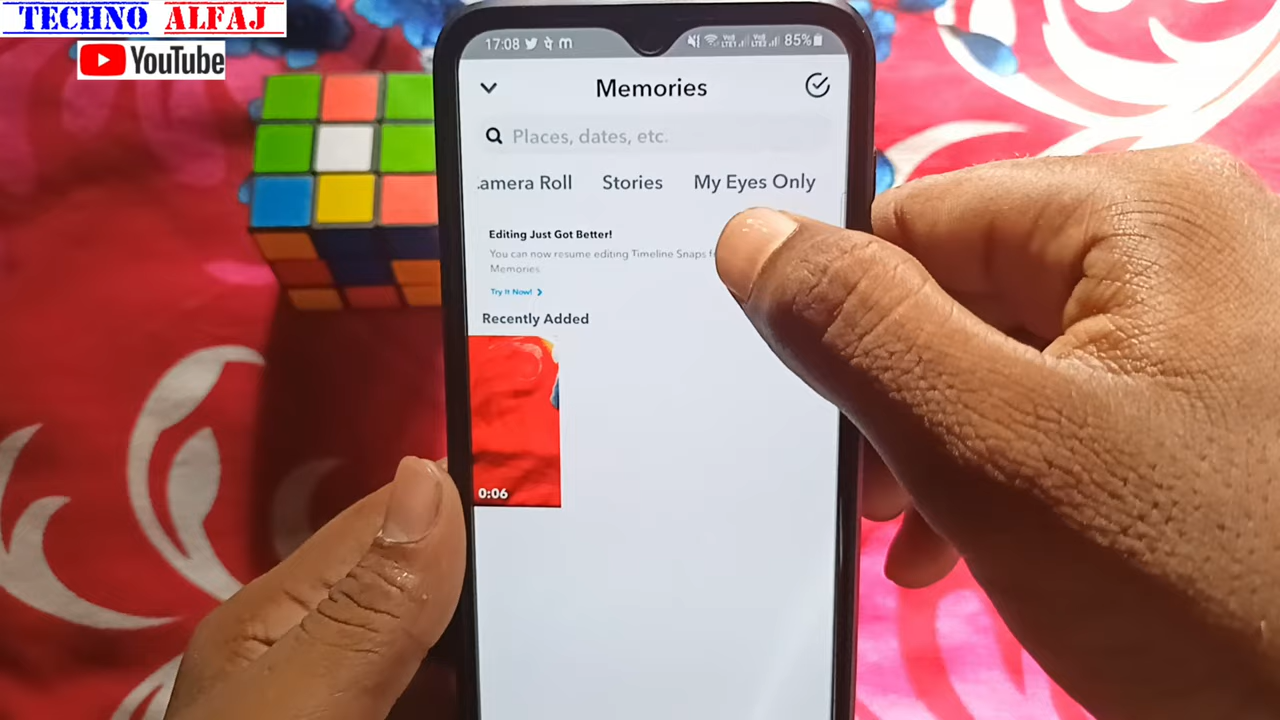 TECHNO ALFAJ
YouTube
17:08
85%
Memories
Places, dates, etc.
amera Roll Stories My Eyes Only
Editing Just Got Better!
You can now resume editing Timeline Snaps
Memories.
Try It Now!
Recently Added
0:06